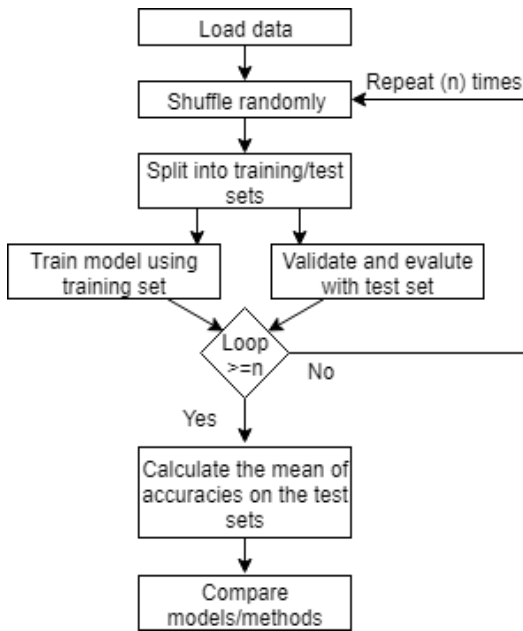 Load data
Repeat (n) times
Shuffle randomly
Split into training/test
sets
Train model using
training set
Validate and evalute
with test set
Loop
>=n
No
Yes
Calculate the mean of
accuracies on the test
sets
Compare
models/methods